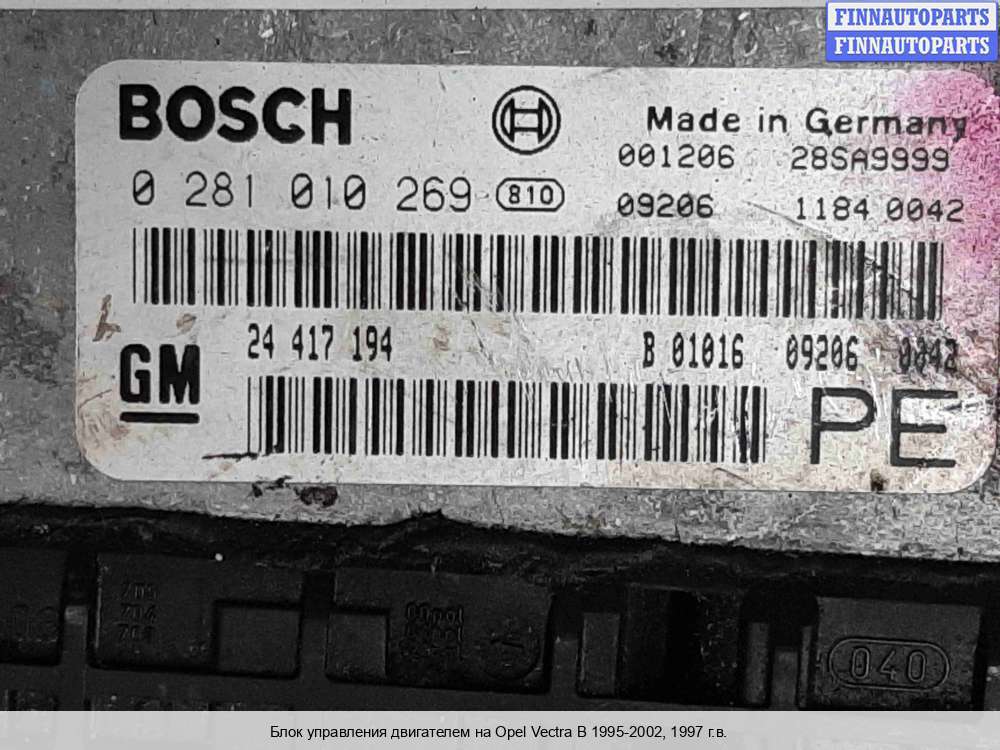 FINNAUTOPARTS
FINNAUTOPARTS
BOSCH
Made in Germany
001206 28SA9999
0 281 010 269 810
09206 1184 0042
24 417 194
B 01016 09206 0042
GM
PE
040
Блок управления двигателем на Opel Vectra B 1995-2002, 1997 г.в.